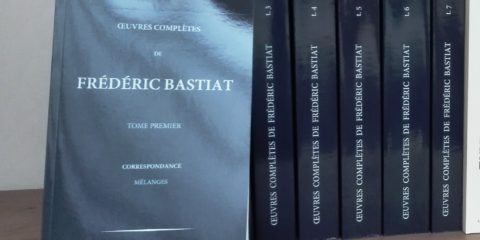 ŒUVRES COMPLÈTES
DE
FRÉDÉRIC BASTIAT
TOME PREMIER
CORRESPONDANCE
MÉLANGES
ŒUVRES COMPLÈTES DE FRÉDÉRIC BASTIAT t. 3
ŒUVRES COMPLÈTES DE FRÉDÉRIC BASTIAT t. 4
ŒUVRES COMPLÈTES DE FRÉDÉRIC BASTIAT t. 5
ŒUVRES COMPLÈTES DE FRÉDÉRIC BASTIAT t. 6
ŒUVRES COMPLÈTES DE FRÉDÉRIC BASTIAT t. 7